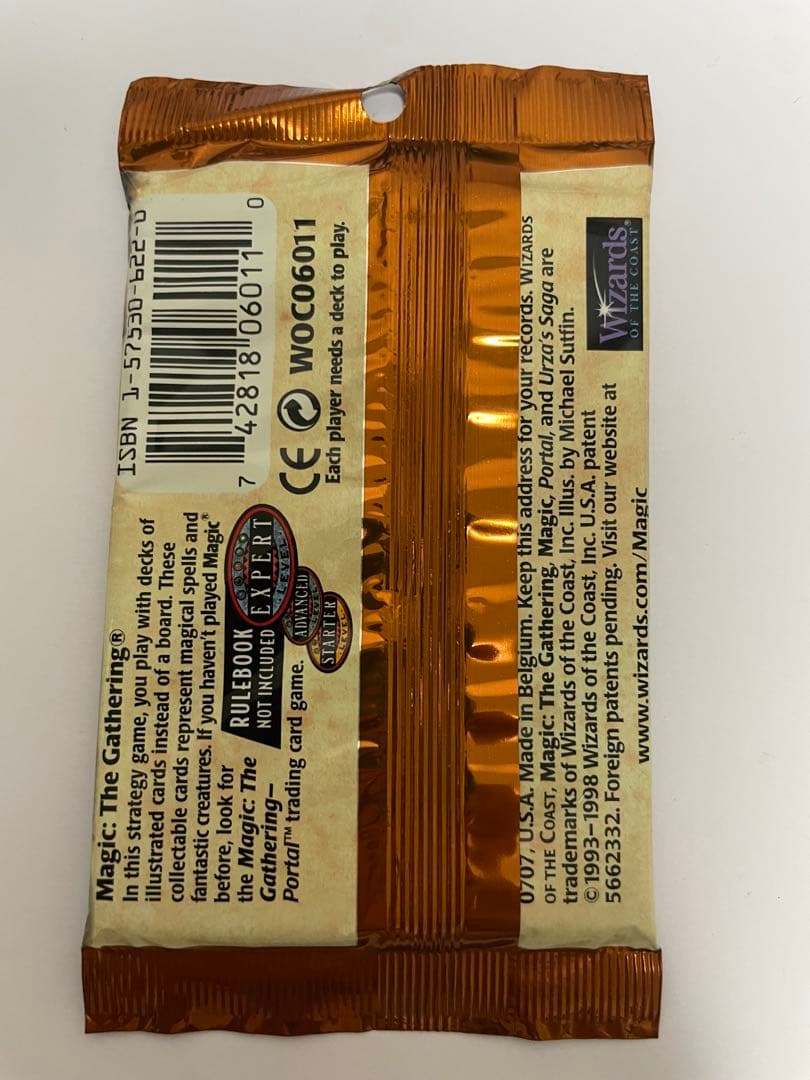 Magic: The Gathering®
In this strategy game, you play with decks of
illustrated cards instead of a board. These
collectable cards represent magical spells and
fantastic creatures. If you haven't played Magic®
before, look for
the Magic: The
Gathering–
Portal™ trading card game.
RULEBOOK
NOT INCLUDED
EXPERT
LEVEL
ADVANCED
LEVEL
STARTER
LEVEL
ISBN 1-57530-622-0
7 42818 06011 0
CE WOC06011
Each player needs a deck to play.
0707, U.S.A. Made in Belgium. Keep this address for your records. WIZARDS
OF THE COAST, Magic: The Gathering, Magic, Portal, and Urza's Saga are
trademarks of Wizards of the Coast, Inc. Illus. by Michael Sutfin.
©1993–1998 Wizards of the Coast, Inc. U.S.A. patent
5662332. Foreign patents pending. Visit our website at
www.wizards.com/Magic
Wizards®
OF THE COAST